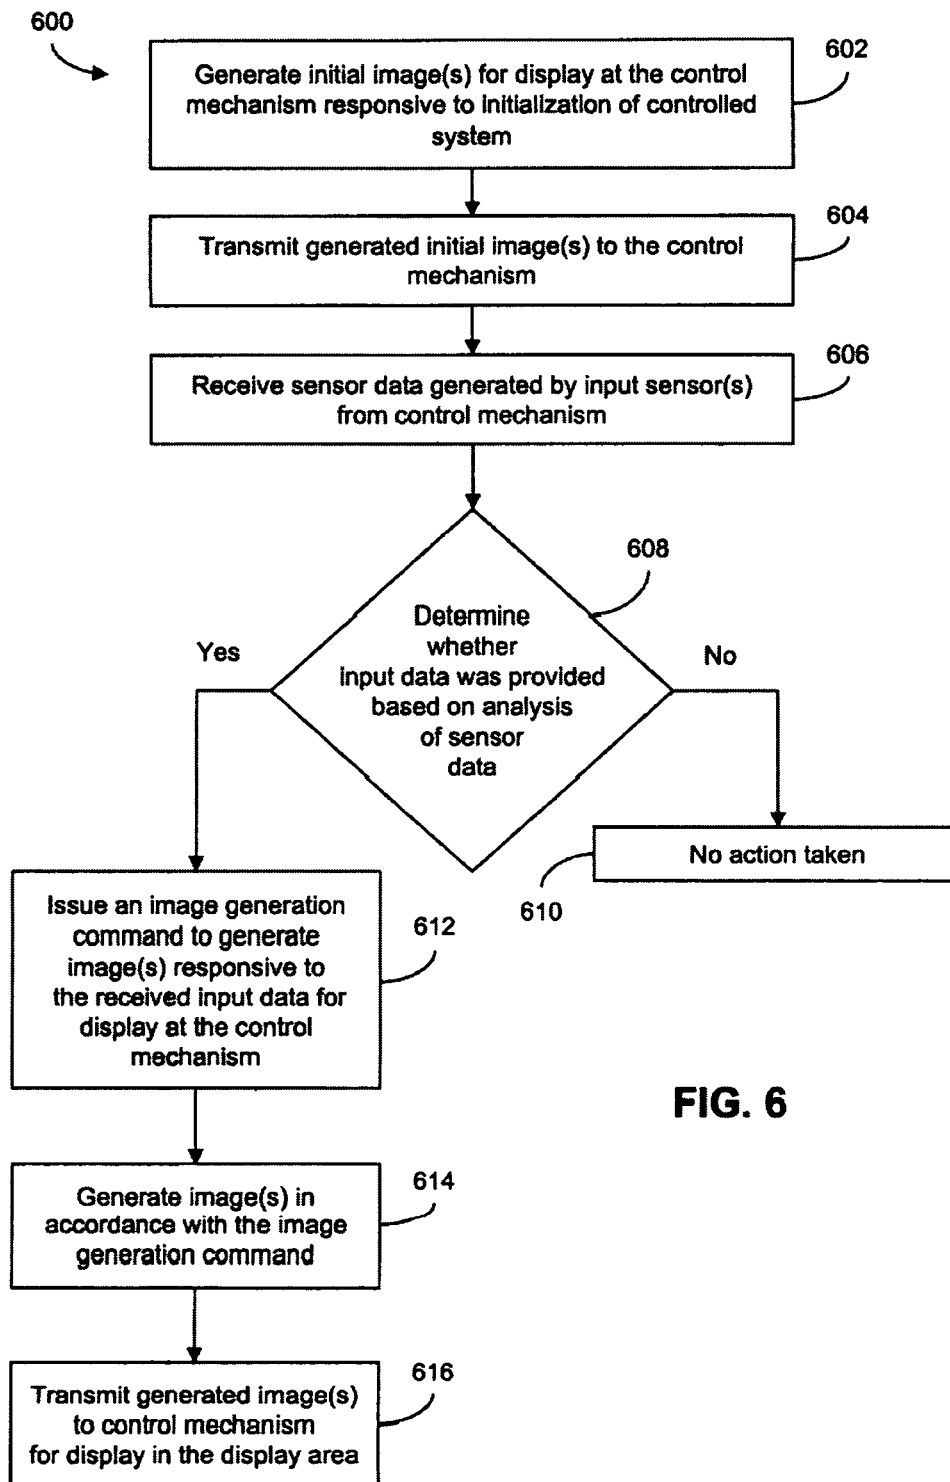 600
602
Generate initial image(s) for display at the control
mechanism responsive to initialization of controlled
system
604
Transmit generated initial image(s) to the control
mechanism
606
Receive sensor data generated by input sensor(s)
from control mechanism
608
Determine
whether
input data was provided
based on analysis
of sensor
data
Yes
No
No action taken
610
Issue an image generation
command to generate
image(s) responsive to
the received input data for
display at the control
mechanism
612
FIG. 6
Generate image(s) in
accordance with the image
generation command
614
Transmit generated image(s)
to control mechanism
for display in the display area
616